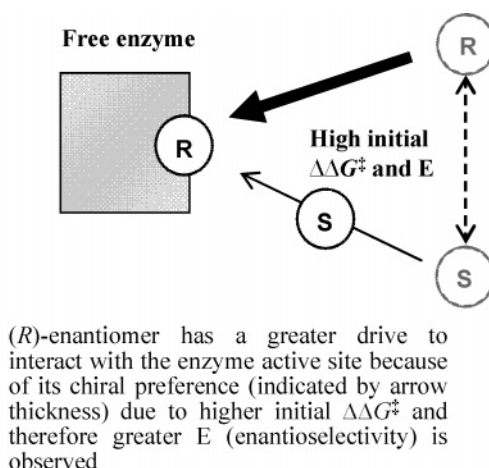 Free enzyme
R
R
High initial
ΔΔG‡ and E
S
S
(R)-enantiomer has a greater drive to
interact with the enzyme active site because
of its chiral preference (indicated by arrow
thickness) due to higher initial ΔΔG‡ and
therefore greater E (enantioselectivity) is
observed